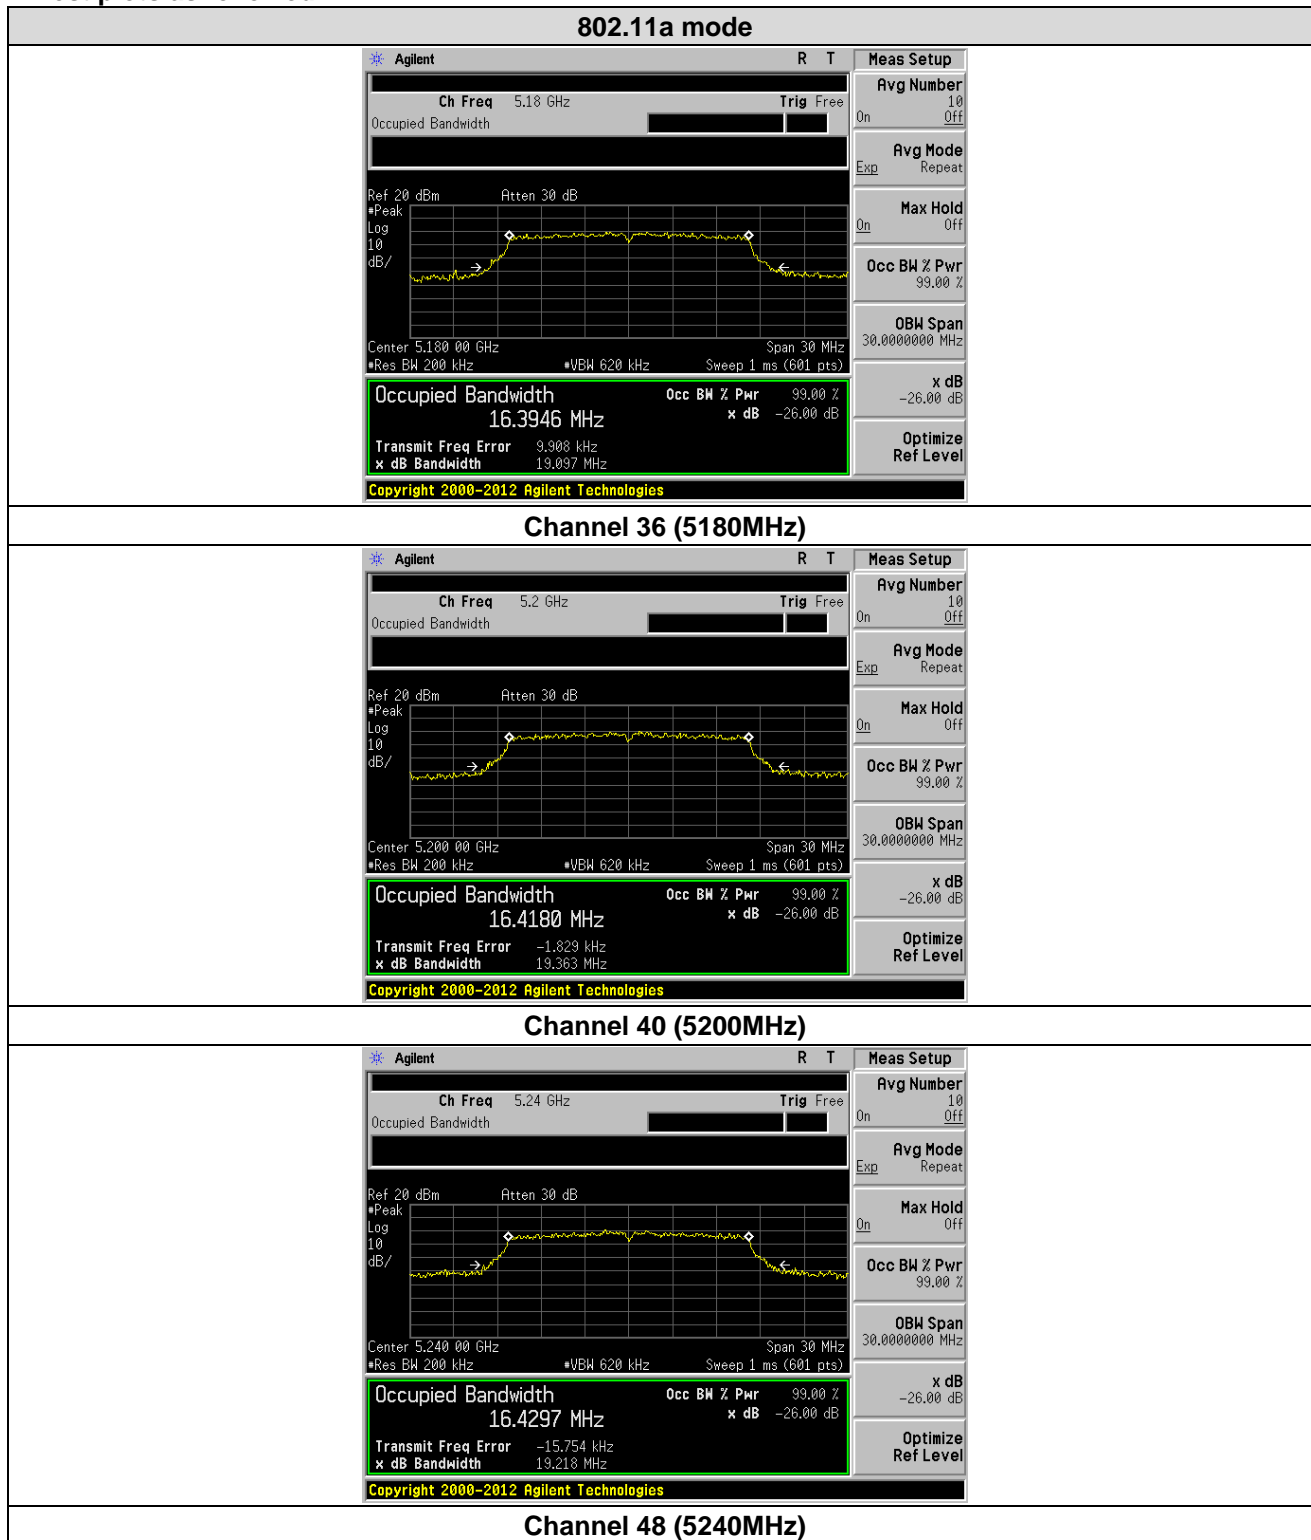 802.11a mode
Agilent R T Meas Setup
Ch Freq 5.18 GHz Trig Free
Occupied Bandwidth
Avg Number
10
On Off
Avg Mode
Exp Repeat
Max Hold
On Off
Occ BW % Pwr
99.00 %
OBW Span
30.0000000 MHz
x dB
-26.00 dB
Optimize
Ref Level
Ref 20 dBm Atten 30 dB
#Peak
Log
10
dB/
Center 5.180 00 GHz Span 30 MHz
#Res BW 200 kHz #VBW 620 kHz Sweep 1 ms (601 pts)
Occupied Bandwidth Occ BW % Pwr 99.00 %
16.3946 MHz x dB -26.00 dB
Transmit Freq Error 9.908 kHz
x dB Bandwidth 19.097 MHz
Copyright 2000-2012 Agilent Technologies
Channel 36 (5180MHz)
Agilent R T Meas Setup
Ch Freq 5.2 GHz Trig Free
Occupied Bandwidth
Avg Number
10
On Off
Avg Mode
Exp Repeat
Max Hold
On Off
Occ BW % Pwr
99.00 %
OBW Span
30.0000000 MHz
x dB
-26.00 dB
Optimize
Ref Level
Ref 20 dBm Atten 30 dB
#Peak
Log
10
dB/
Center 5.200 00 GHz Span 30 MHz
#Res BW 200 kHz #VBW 620 kHz Sweep 1 ms (601 pts)
Occupied Bandwidth Occ BW % Pwr 99.00 %
16.4180 MHz x dB -26.00 dB
Transmit Freq Error -1.829 kHz
x dB Bandwidth 19.363 MHz
Copyright 2000-2012 Agilent Technologies
Channel 40 (5200MHz)
Agilent R T Meas Setup
Ch Freq 5.24 GHz Trig Free
Occupied Bandwidth
Avg Number
10
On Off
Avg Mode
Exp Repeat
Max Hold
On Off
Occ BW % Pwr
99.00 %
OBW Span
30.0000000 MHz
x dB
-26.00 dB
Optimize
Ref Level
Ref 20 dBm Atten 30 dB
#Peak
Log
10
dB/
Center 5.240 00 GHz Span 30 MHz
#Res BW 200 kHz #VBW 620 kHz Sweep 1 ms (601 pts)
Occupied Bandwidth Occ BW % Pwr 99.00 %
16.4297 MHz x dB -26.00 dB
Transmit Freq Error -15.754 kHz
x dB Bandwidth 19.218 MHz
Copyright 2000-2012 Agilent Technologies
Channel 48 (5240MHz)